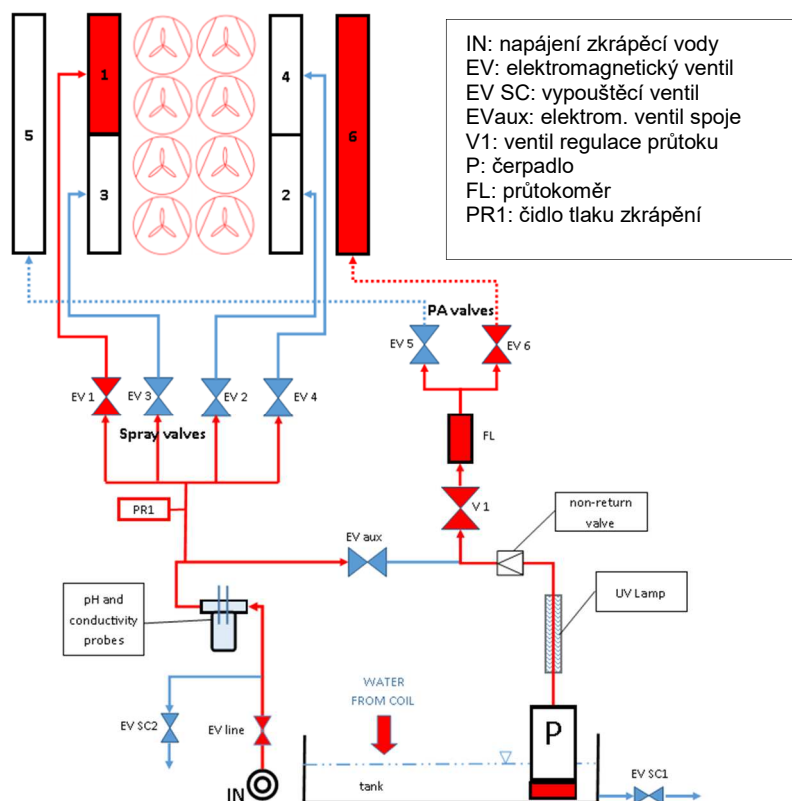 IN: napájení zkrápěcí vody
EV: elektromagnetický ventil
EV SC: vypouštěcí ventil
EVaux: elektrom. ventil spoje
V1: ventil regulace průtoku
P: čerpadlo
FL: průtokoměr
PR1: čidlo tlaku zkrápění
1
4
5
6
3
2
PA valves
EV 5
EV 6
EV 1
EV 3
EV 2
EV 4
Spray valves
FL
PR1
V 1
non-return
valve
EV aux
pH and
conductivity
probes
UV Lamp
WATER
FROM COIL
EV SC2
EV line
P
IN
tank
EV SC1